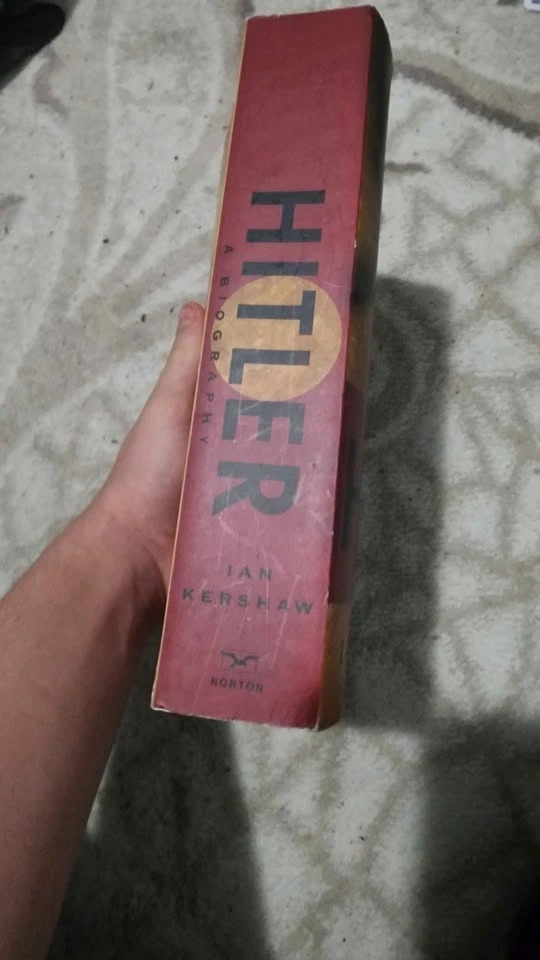 HITLER
A BIOGRAPHY
IAN
KERSHAW
NORTON